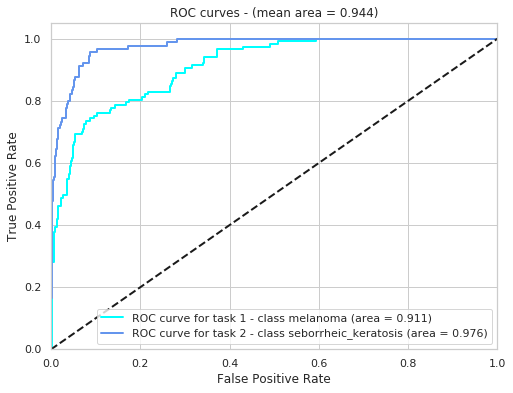 ROC curves - (mean area = 0.944)
1.0
0.8
0.6
0.4
0.2
0.0
True Positive Rate
ROC curve for task 1 - class melanoma (area = 0.911)
ROC curve for task 2 - class seborrheic_keratosis (area = 0.976)
0.0 0.2 0.4 0.6 0.8 1.0
False Positive Rate